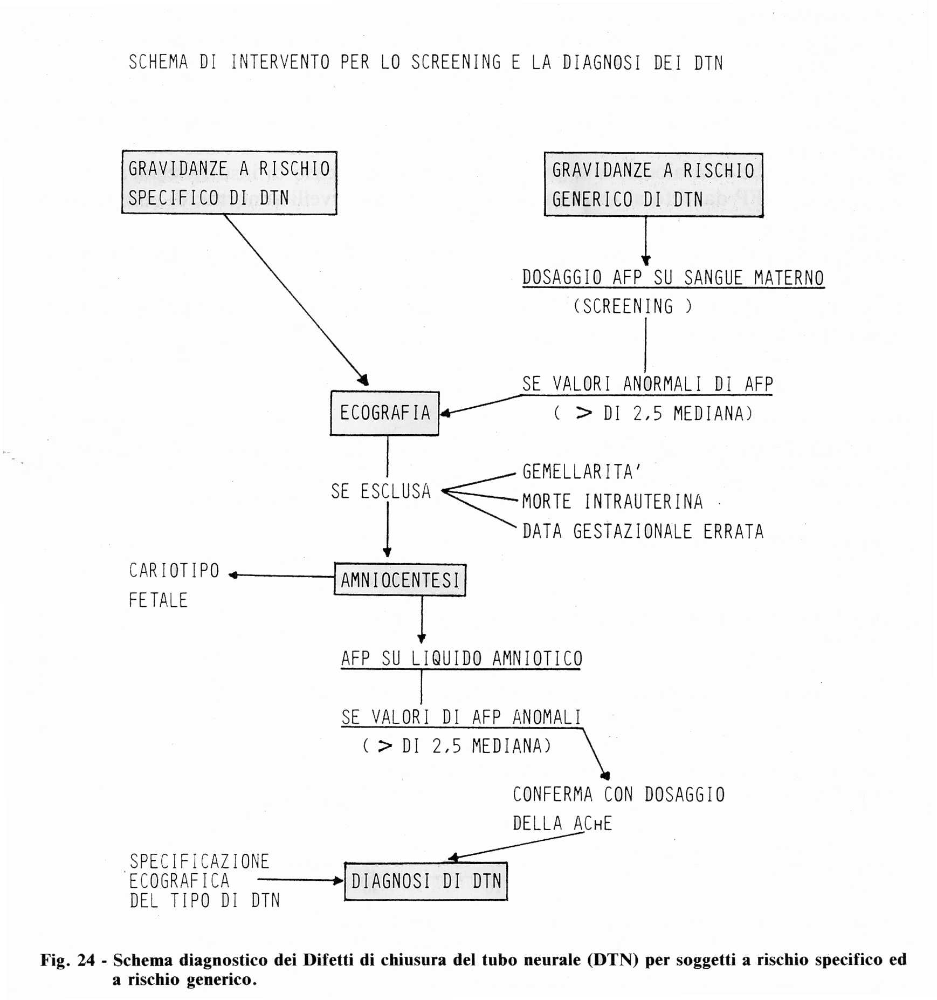 SCHEMA DI INTERVENTO PER LO SCREENING E LA DIAGNOSI DEI DTN
GRAVIDANZE A RISCHIO
SPECIFICO DI DTN
GRAVIDANZE A RISCHIO
GENERICO DI DTN
DOSAGGIO AFP SU SANGUE MATERNO
(SCREENING )
SE VALORI ANORMALI DI AFP
( > DI 2,5 MEDIANA)
ECOGRAFIA
SE ESCLUSA
GEMELLARITA'
MORTE INTRAUTERINA
DATA GESTAZIONALE ERRATA
CARIOTIPO
FETALE
AMNIOCENTESI
AFP SU LIQUIDO AMNIOTICO
SE VALORI DI AFP ANOMALI
( > DI 2,5 MEDIANA)
CONFERMA CON DOSAGGIO
DELLA ACHE
SPECIFICAZIONE
ECOGRAFICA
DEL TIPO DI DTN
DIAGNOSI DI DTN
Fig. 24 - Schema diagnostico dei Difetti di chiusura del tubo neurale (DTN) per soggetti a rischio specifico ed
a rischio generico.